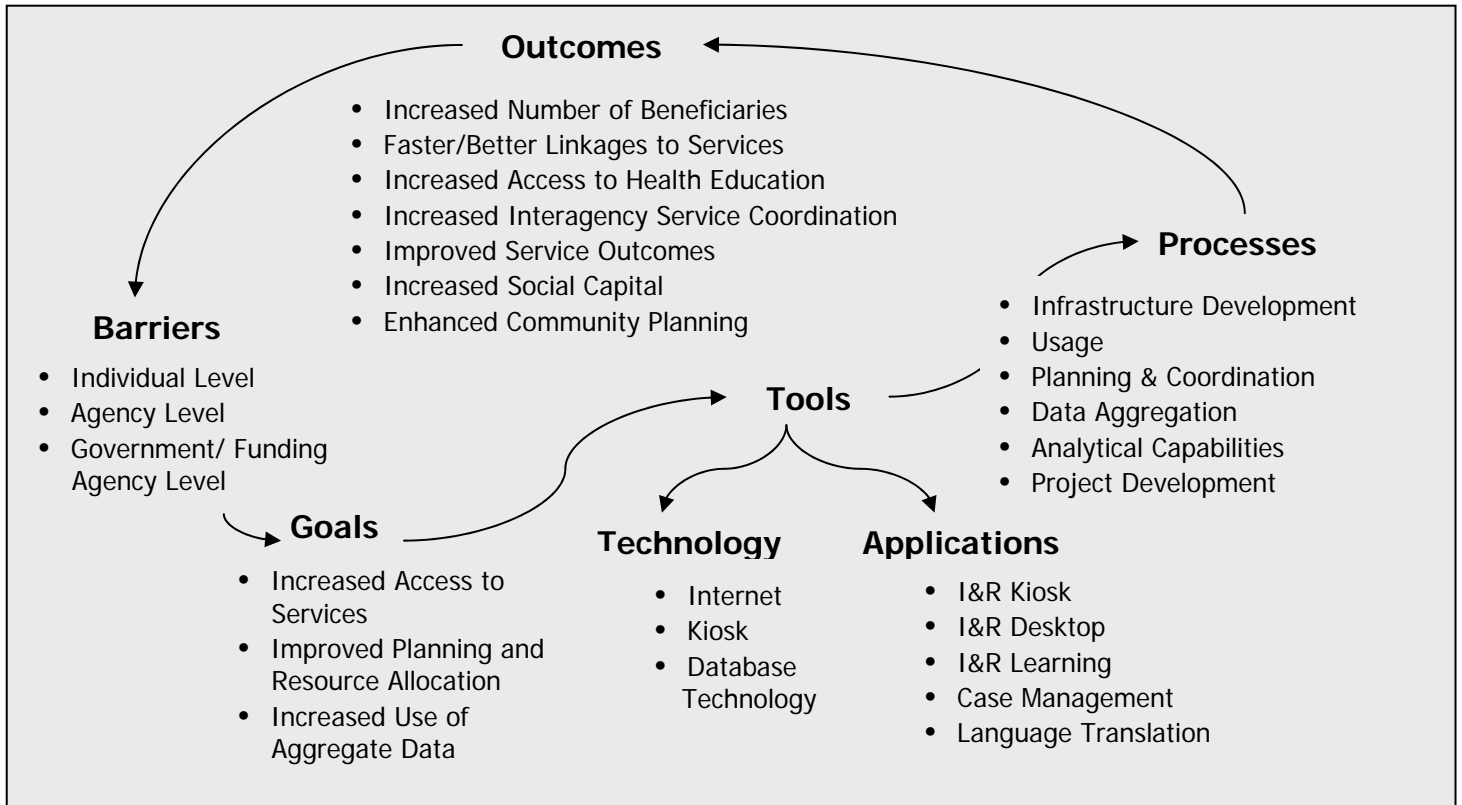 Outcomes
• Increased Number of Beneficiaries
• Faster/Better Linkages to Services
• Increased Access to Health Education
• Increased Interagency Service Coordination
• Improved Service Outcomes
• Increased Social Capital
• Enhanced Community Planning
Processes
• Infrastructure Development
• Usage
• Planning & Coordination
• Data Aggregation
• Analytical Capabilities
• Project Development
Barriers
• Individual Level
• Agency Level
• Government/ Funding
Agency Level
Goals
• Increased Access to
Services
• Improved Planning and
Resource Allocation
• Increased Use of
Aggregate Data
Tools
Technology
• Internet
• Kiosk
• Database
Technology
Applications
• I&R Kiosk
• I&R Desktop
• I&R Learning
• Case Management
• Language Translation